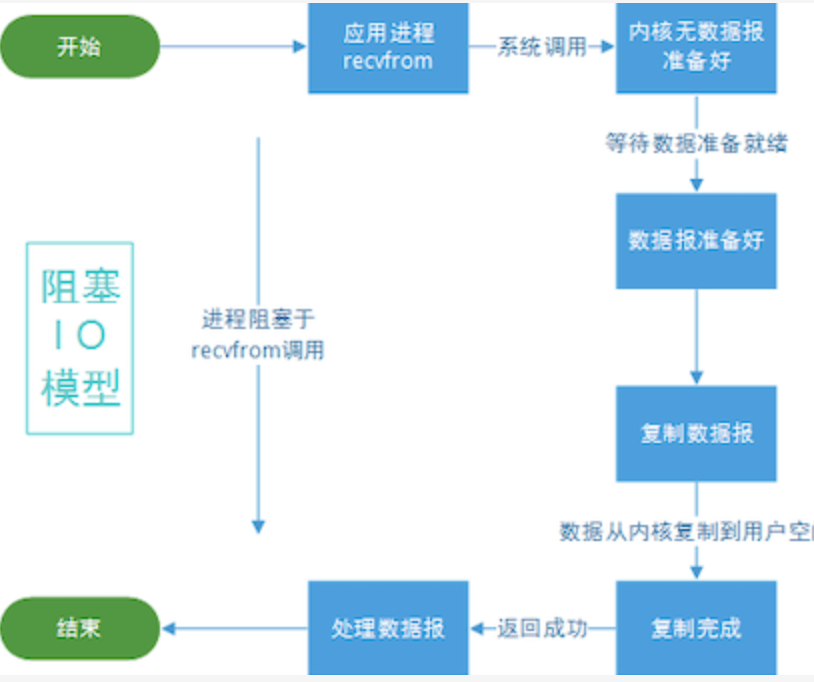 开始
应用进程
recvfrom
系统调用
内核无数据报
准备好
等待数据准备就绪
数据报准备好
阻塞
IO
模型
进程阻塞于
recvfrom调用
复制数据报
数据从内核复制到用户空
结束
处理数据报
返回成功
复制完成